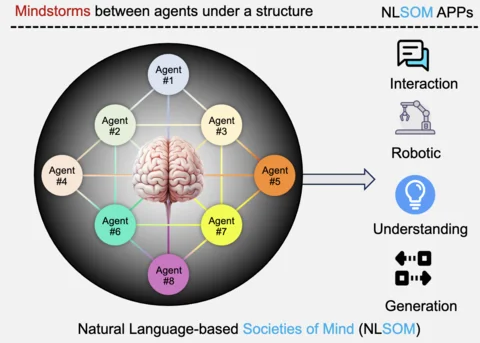 Mindstorms between agents under a structure
NLSOM APPs
Agent
#1
Agent
#2
Agent
#3
Agent
#4
Agent
#5
Agent
#6
Agent
#7
Agent
#8
Interaction
Robotic
Understanding
Generation
Natural Language-based Societies of Mind (NLSOM)